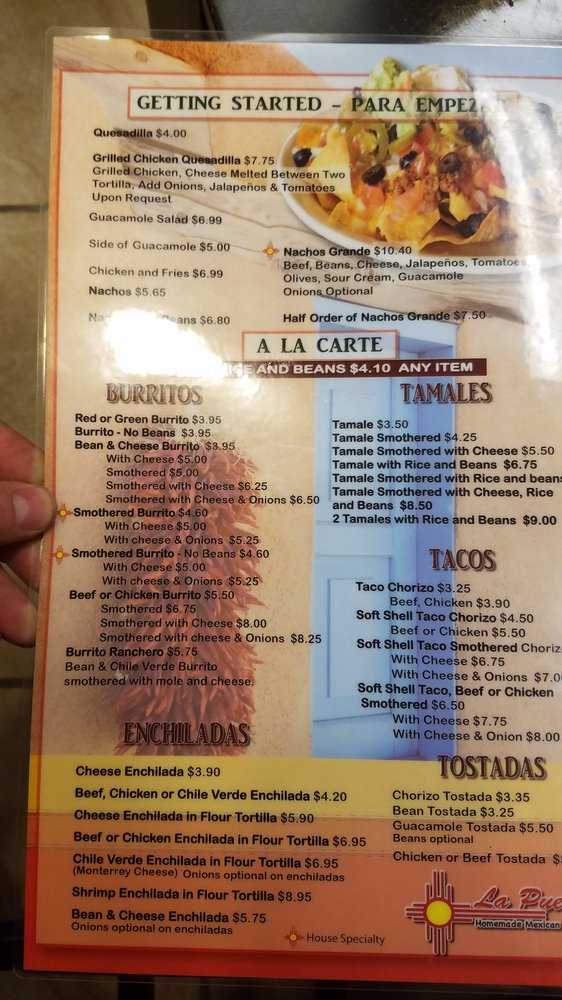 GETTING STARTED - PARA
Quesadilla $4.00
Grilled Chicken Quesadilla $7.75
Grilled Chicken, Cheese Melted Between Two
Tortilla, Add Onions, Jalapeños & Tomatoes
Upon Request
Guacamole Salad $6.99
Side of Guacamole $5.00
Chicken and Fries $6.99
Nachos $5.65
Beans $6.80
Nachos Grande $10.40
Beef, Beans, Cheese, Jalapeños, Tomatoes,
Olives, Sour Cream, Guacamole
Onions Optional
Half Order of Nachos Grande $7.50
A LA CARTE
AND BEANS $4.10 ANY ITEM
BURRITOS
Red or Green Burrito $3.95
Burrito - No Beans $3.95
Bean & Cheese Burrito $3.95
With Cheese $5.00
Smothered $5.00
Smothered with Cheese $6.25
Smothered with Cheese & Onions $6.50
Smothered Burrito $4.60
With Cheese $5.00
With cheese & Onions $5.25
Smothered Burrito - No Beans $4.60
With Cheese $5.00
With cheese & Onions $5.25
Beef or Chicken Burrito $5.50
Smothered $6.75
Smothered with Cheese $8.00
Smothered with cheese & Onions $8.25
Burrito Ranchero $5.75
Bean & Chile Verde Burrito
smothered with mole and cheese.
TAMALES
Tamale $3.50
Tamale Smothered $4.25
Tamale Smothered with Cheese $5.50
Tamale with Rice and Beans $6.75
Tamale Smothered with Rice and beans
Tamale Smothered with Cheese, Rice
and Beans $8.50
2 Tamales with Rice and Beans $9.00
TACOS
Taco Chorizo $3.25
Beef, Chicken $3.90
Soft Shell Taco Chorizo $4.50
Beef or Chicken $5.50
Soft Shell Taco Smothered
With Cheese $6.75
With Cheese & Onions
Soft Shell Taco, Beef or Chicken
Smothered $6.50
With Cheese $7.75
With Cheese & Onion $8.00
ENCHILADAS
Cheese Enchilada $3.90
Beef, Chicken or Chile Verde Enchilada $4.20
Cheese Enchilada in Flour Tortilla $5.90
Beef or Chicken Enchilada in Flour Tortilla $6.95
Chile Verde Enchilada in Flour Tortilla $6.95
(Monterrey Cheese) Onions optional on enchiladas
Shrimp Enchilada in Flour Tortilla $8.95
Bean & Cheese Enchilada $5.75
Onions optional on enchiladas
House Specialty
TOSTADAS
Chorizo Tostada $3.35
Bean Tostada $3.25
Guacamole Tostada $5.50
Beans optional
Chicken or Beef Tostada
La
Homemade Mexican